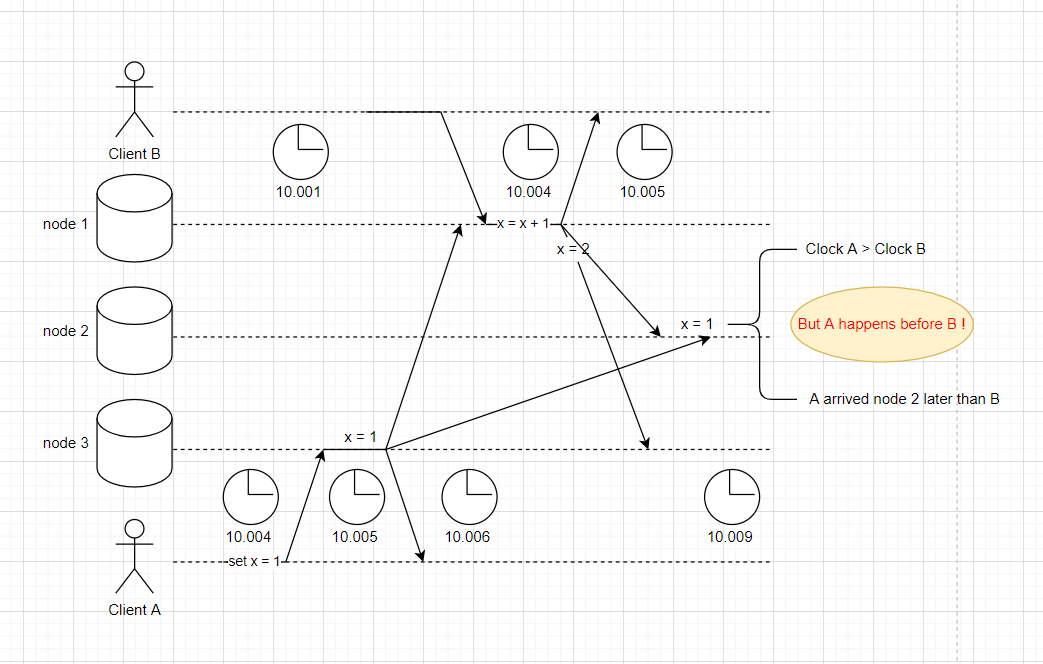 Client B
10.001
10.004
10.005
node 1
x = x + 1
x = 2
Clock A > Clock B
node 2
x = 1
But A happens before B !
A arrived node 2 later than B
node 3
x = 1
10.004
10.005
10.006
10.009
set x = 1
Client A